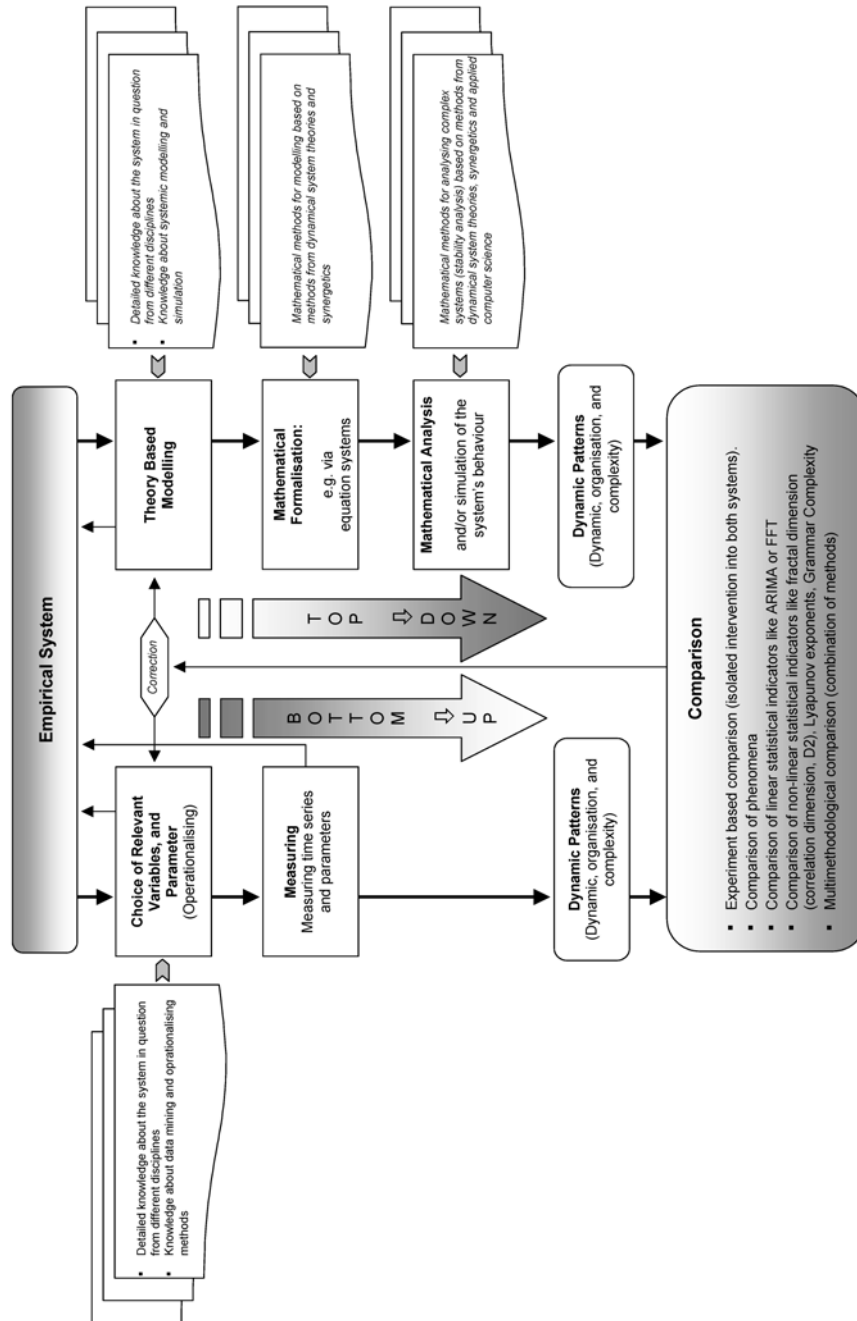 Empirical System
Detailed knowledge about the system in question
from different disciplines
Knowledge about data mining and oprationalising
methods
Choice of Relevant
Variables, and
Parameter
(Operationalising)
Correction
Theory Based
Modelling
▪ Detailed knowledge about the system in question
from different disciplines
▪ Knowledge about systemic modelling and
simulation
Measuring
Measuring time series
and parameters
BOTTOM ⇨ UP
TOP ⇨ DOWN
Mathematical
Formalisation:
e.g. via
equation systems
Mathematical methods for modelling based on
methods from dynamical system theories and
synergetics
Mathematical Analysis
and/or simulation of the
system's behaviour
Mathematical methods for analysing complex
systems (stability analysis) based on methods from
dynamical system theories, synergetics and applied
computer science
Dynamic Patterns
(Dynamic, organisation, and
complexity)
Dynamic Patterns
(Dynamic, organisation, and
complexity)
Comparison
▪ Experiment based comparison (isolated intervention into both systems).
▪ Comparison of phenomena
▪ Comparison of linear statistical indicators like ARIMA or FFT
▪ Comparison of non-linear statistical indicators like fractal dimension
(correlation dimension, D2), Lyapunov exponents, Grammar Complexity
▪ Multimethodological comparison (combination of methods)